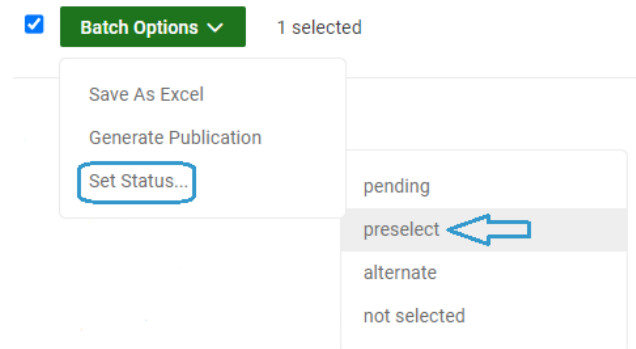 Batch Options
1 selected
Save As Excel
Generate Publication
Set Status...
pending
preselect
alternate
not selected